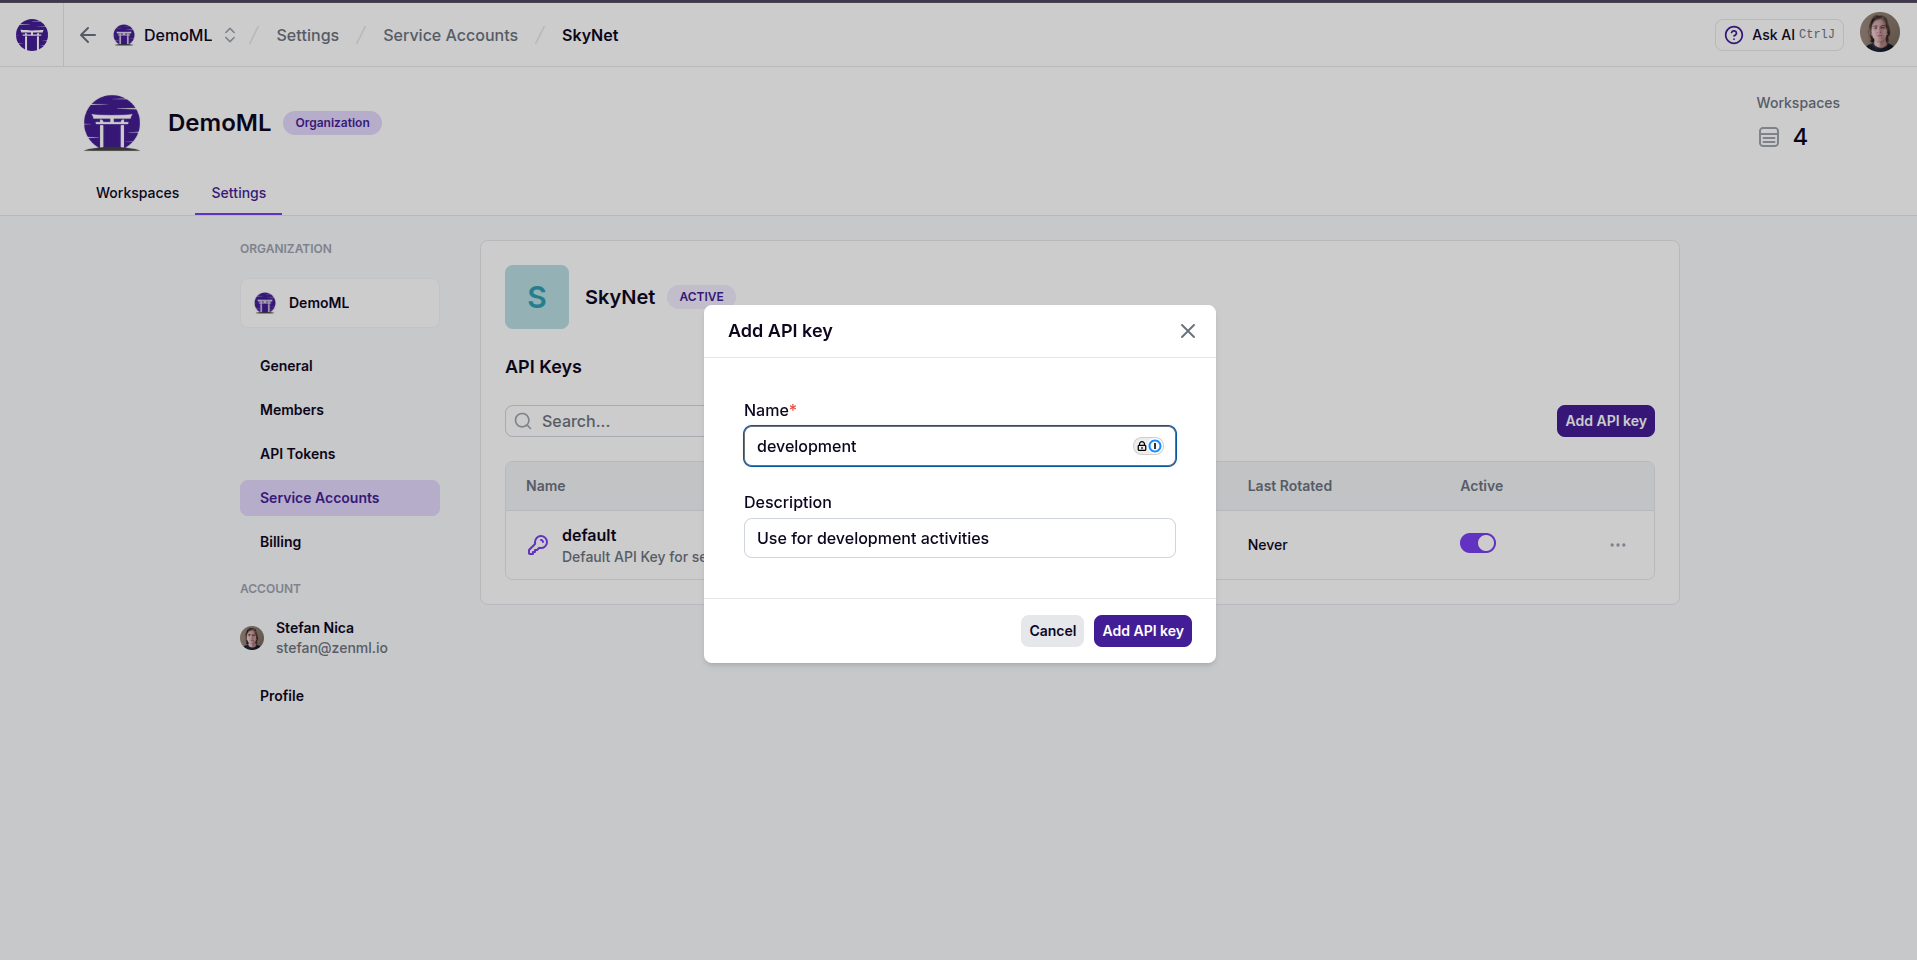 DemoML / Settings / Service Accounts / SkyNet
Ask AI CtrlJ
DemoML Organization
Workspaces
4
Workspaces Settings
ORGANIZATION
DemoML
General
Members
API Tokens
Service Accounts
Billing
ACCOUNT
Stefan Nica
stefan@zenml.io
Profile
S
SkyNet ACTIVE
API Keys
Search...
Add API key
Name Last Rotated Active
default
Default API Key for se
Never
Add API key
Name*
development
Description
Use for development activities
Cancel Add API key